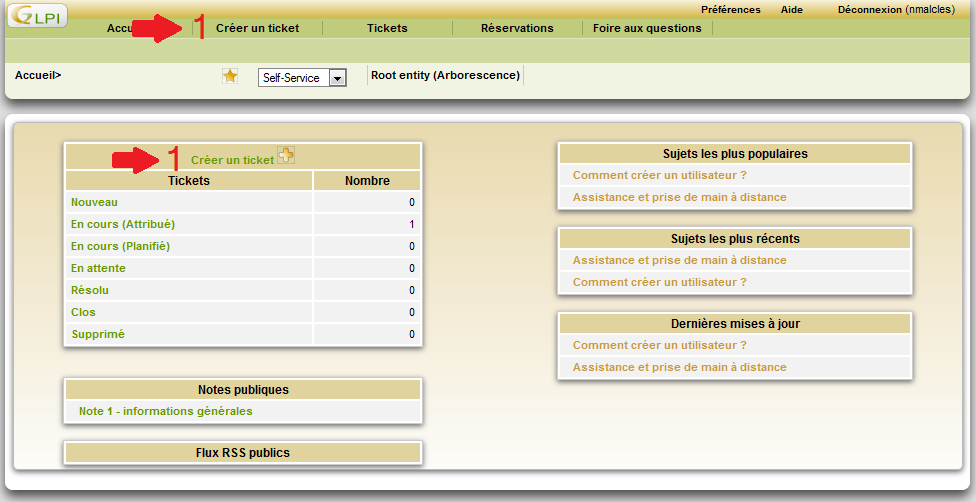 GLPI
Préférences Aide Déconnexion (nmalcles)
Accu 1 Créer un ticket Tickets Réservations Foire aux questions
Accueil> Self-Service Root entity (Arborescence)
1 Créer un ticket
Tickets Nombre
Nouveau 0
En cours (Attribué) 1
En cours (Planifié) 0
En attente 0
Résolu 0
Clos 0
Supprimé 0
Notes publiques
Note 1 - informations générales
Flux RSS publics
Sujets les plus populaires
Comment créer un utilisateur ?
Assistance et prise de main à distance
Sujets les plus récents
Assistance et prise de main à distance
Comment créer un utilisateur ?
Dernières mises à jour
Comment créer un utilisateur ?
Assistance et prise de main à distance